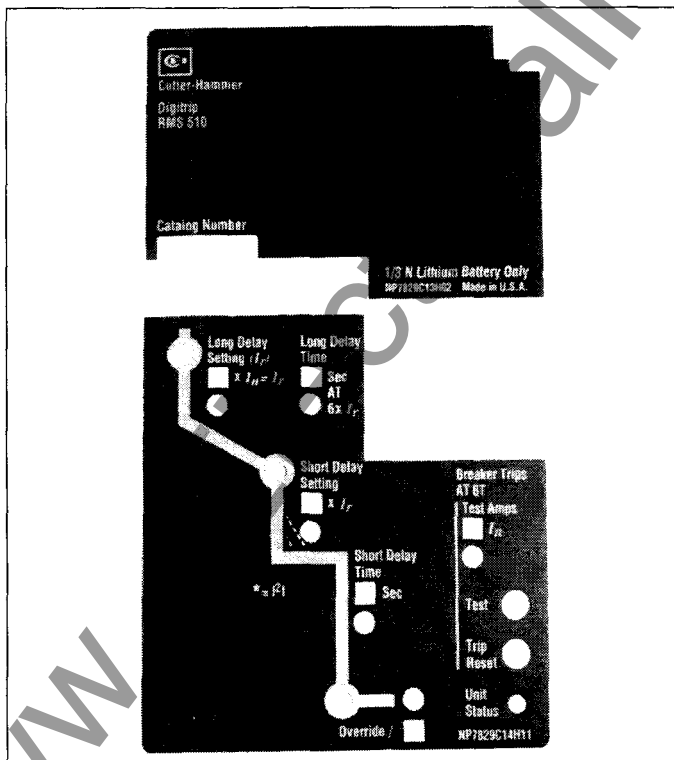 Cutler-Hammer
Digitrip
RMS 510
Catalog Number
1/3 N Lithium Battery Only
NP7829C13H02 Made in U.S.A.
Long Delay
Setting (Ir)
x In = Ir
Long Delay
Time
Sec
AT
6x Ir
Short Delay
Setting
x Ir
Short Delay
Time
Sec
* = I²t
Override /
Breaker Trips
AT 6T
Test Amps
In
Test
Trip
Reset
Unit
Status
NP7829C14H11